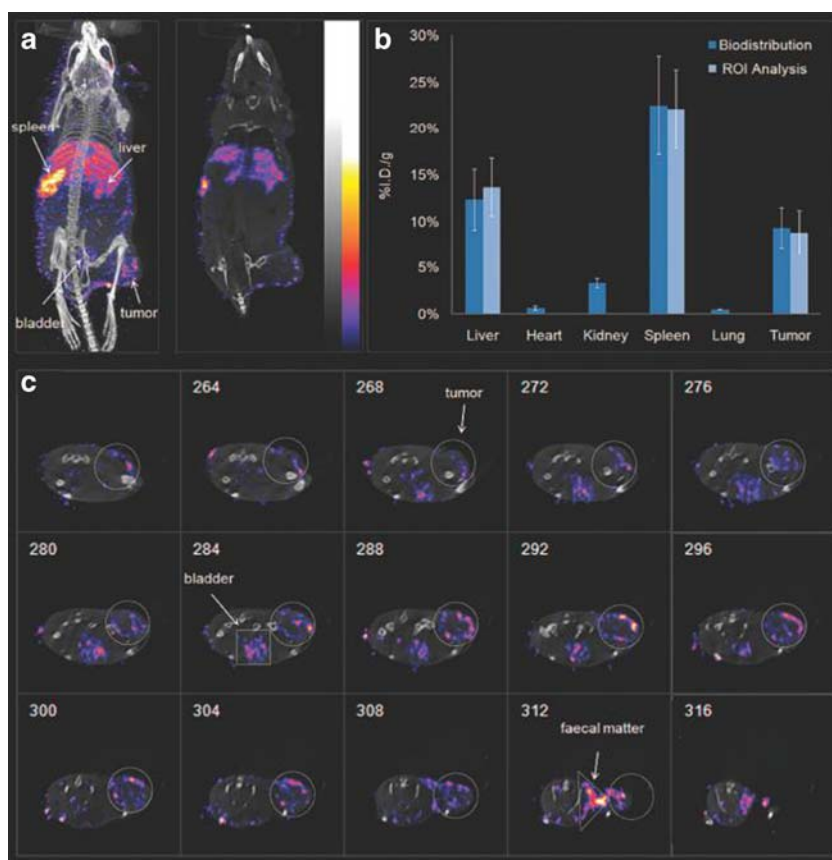 a
spleen
liver
bladder
tumor
b
30%
25%
20%
15%
10%
5%
0%
%I.D./g
Biodistribution
ROI Analysis
Liver Heart Kidney Spleen Lung Tumor
c
264 268 272 276
tumor
280 284 288 292 296
bladder
300 304 308 312 316
faecal matter